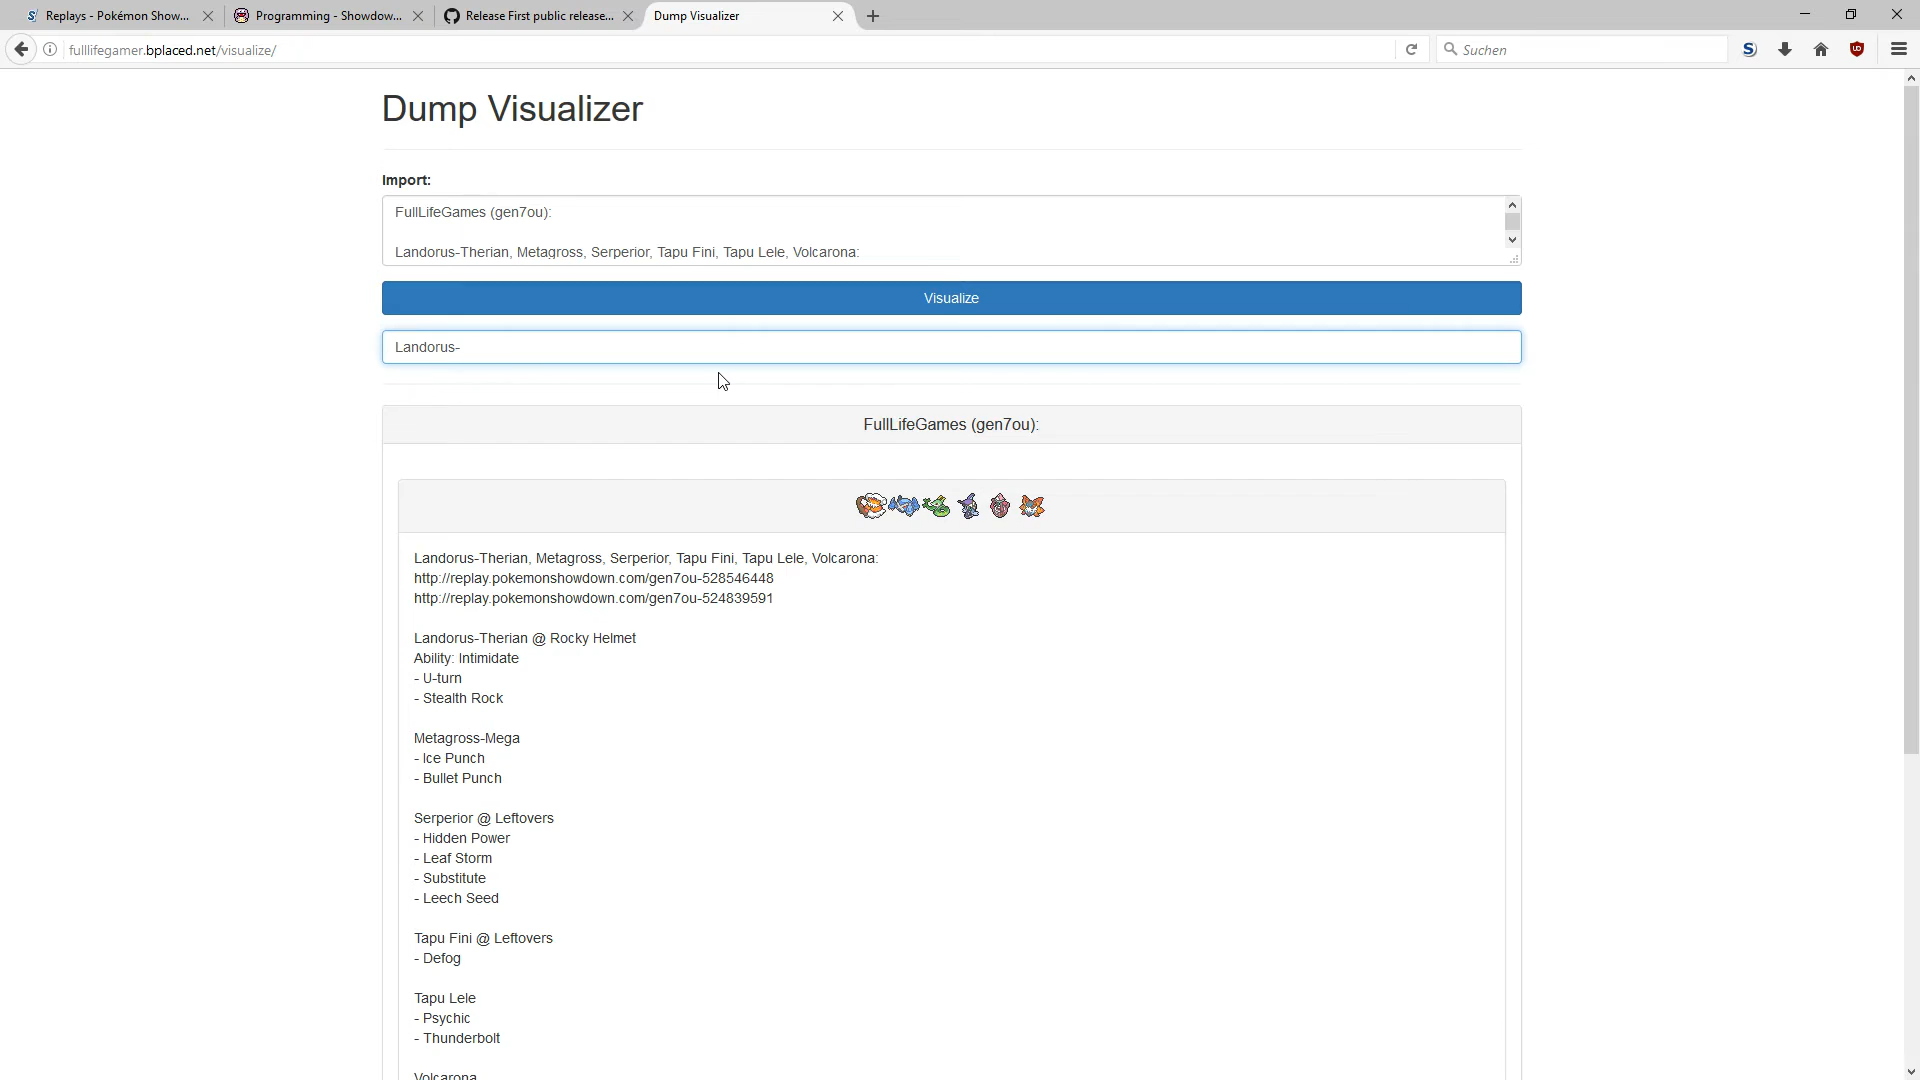 Replays - Pokémon Show...
Programming - Showdow...
Release First public release...
Dump Visualizer
fulllifegamer.bplaced.net/visualize/
Suchen
Dump Visualizer
Import:
FullLifeGames (gen7ou):
Landorus-Therian, Metagross, Serperior, Tapu Fini, Tapu Lele, Volcarona:
Visualize
Landorus-
FullLifeGames (gen7ou):
Landorus-Therian, Metagross, Serperior, Tapu Fini, Tapu Lele, Volcarona:
http://replay.pokemonshowdown.com/gen7ou-528546448
http://replay.pokemonshowdown.com/gen7ou-524839591
Landorus-Therian @ Rocky Helmet
Ability: Intimidate
- U-turn
- Stealth Rock
Metagross-Mega
- Ice Punch
- Bullet Punch
Serperior @ Leftovers
- Hidden Power
- Leaf Storm
- Substitute
- Leech Seed
Tapu Fini @ Leftovers
- Defog
Tapu Lele
- Psychic
- Thunderbolt
Volcarona